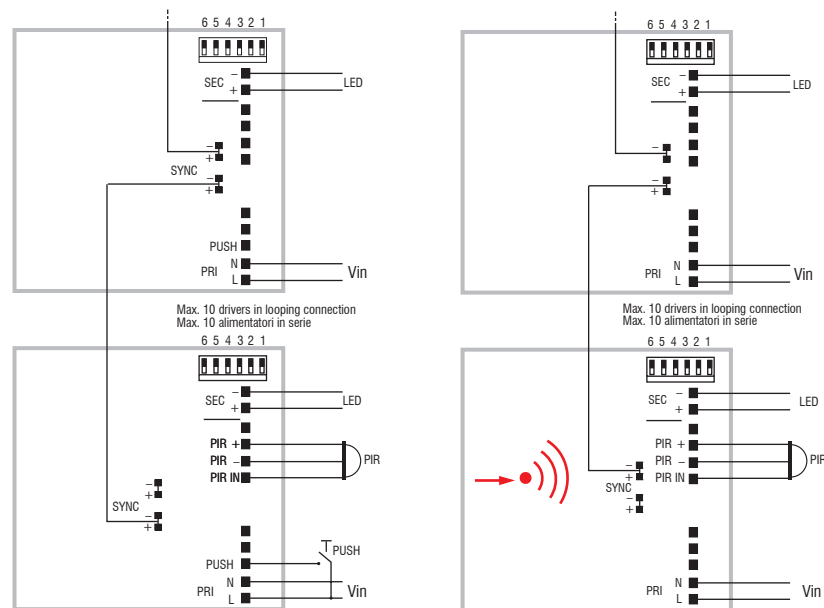 6 5 4 3 2 1
SEC
−
+
LED
−
+
SYNC
−
+
PUSH
PRI
N
L
Vin
Max. 10 drivers in looping connection
Max. 10 alimentatori in serie
6 5 4 3 2 1
SEC
−
+
LED
PIR +
PIR −
PIR IN
PIR
−
+
SYNC
−
+
PUSH
PUSH
PRI
N
L
Vin
6 5 4 3 2 1
SEC
−
+
LED
−
+
−
+
PRI
N
L
Vin
Max. 10 drivers in looping connection
Max. 10 alimentatori in serie
6 5 4 3 2 1
SEC
−
+
LED
PIR +
PIR −
PIR IN
PIR
−
+
SYNC
−
+
PRI
N
L
Vin